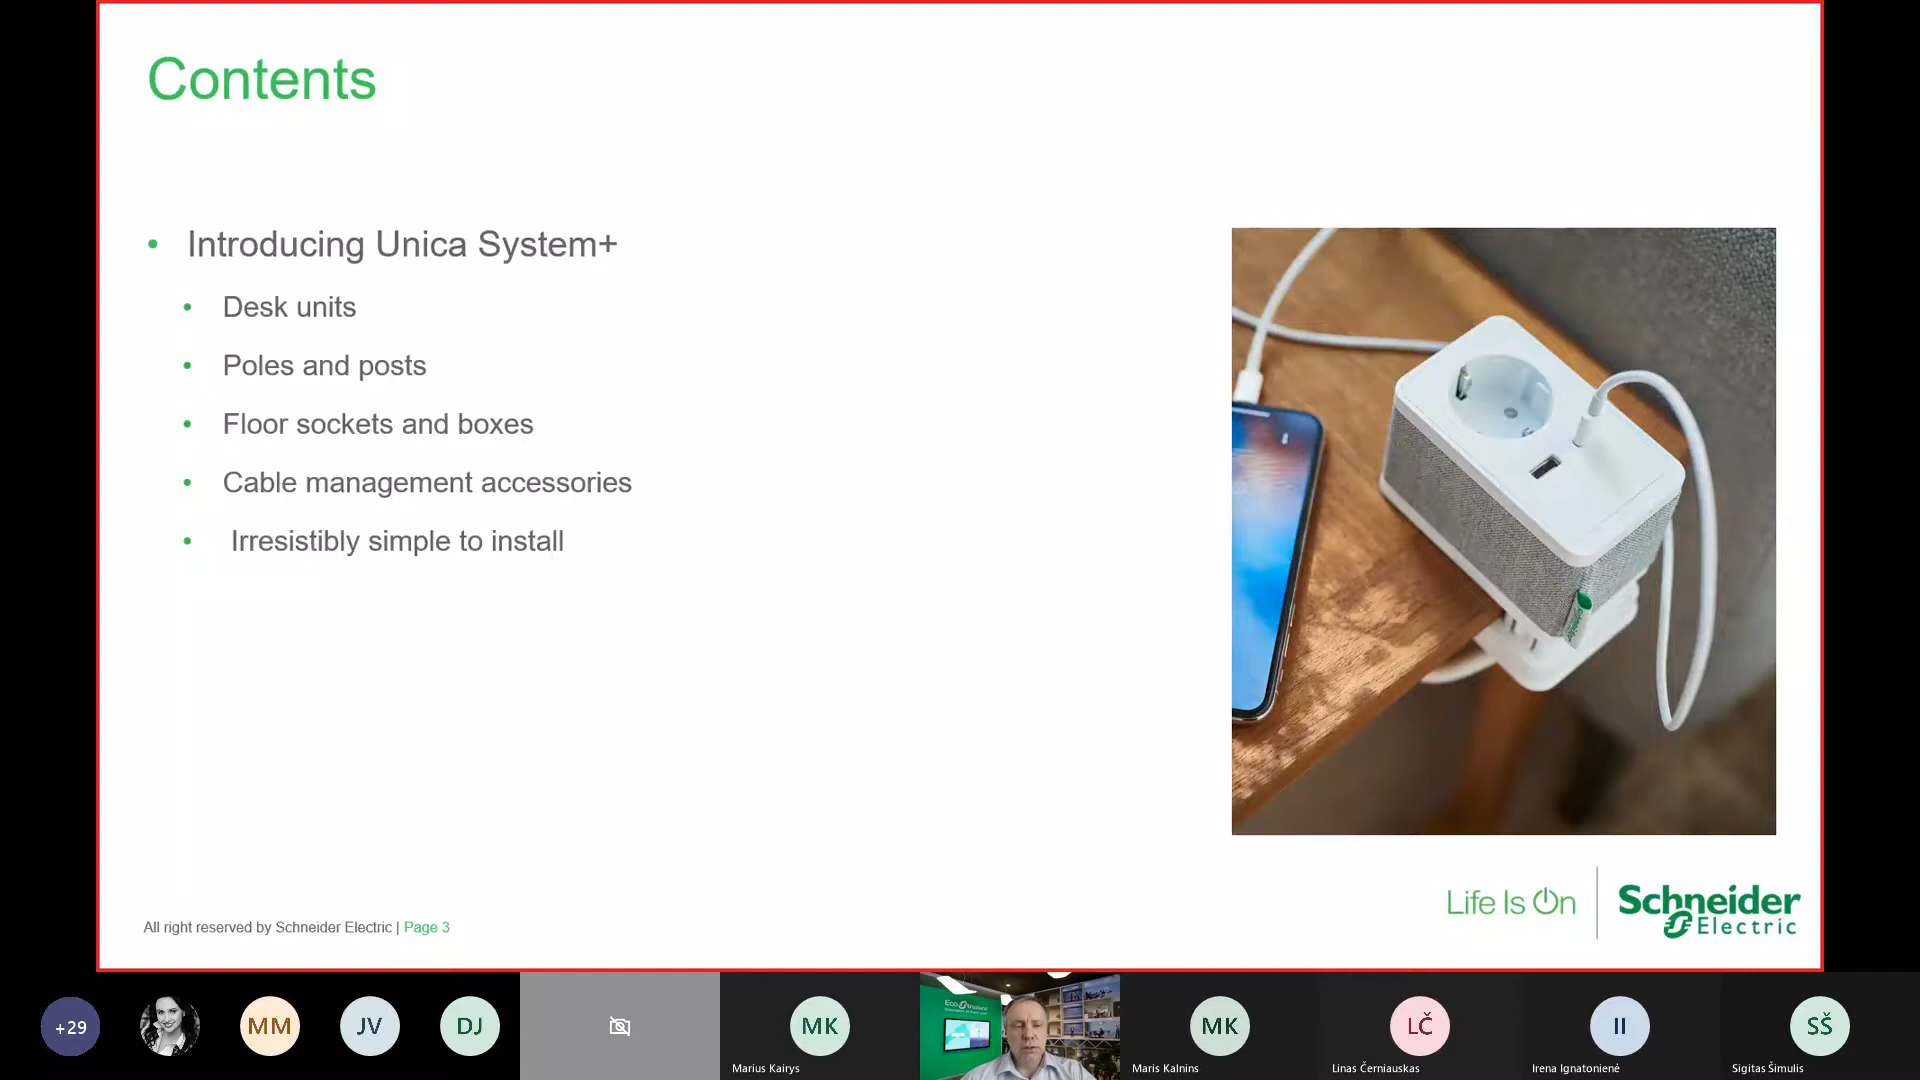 Contents
• Introducing Unica System+
• Desk units
• Poles and posts
• Floor sockets and boxes
• Cable management accessories
• Irresistibly simple to install
All right reserved by Schneider Electric | Page 3
Life Is On
Schneider
Electric
+29
MM
JV
DJ
MK
MK
LČ
II
SŠ
Marius Kairys
Maris Kalnins
Linas Černiauskas
Irena Ignatonienė
Sigitas Šimulis